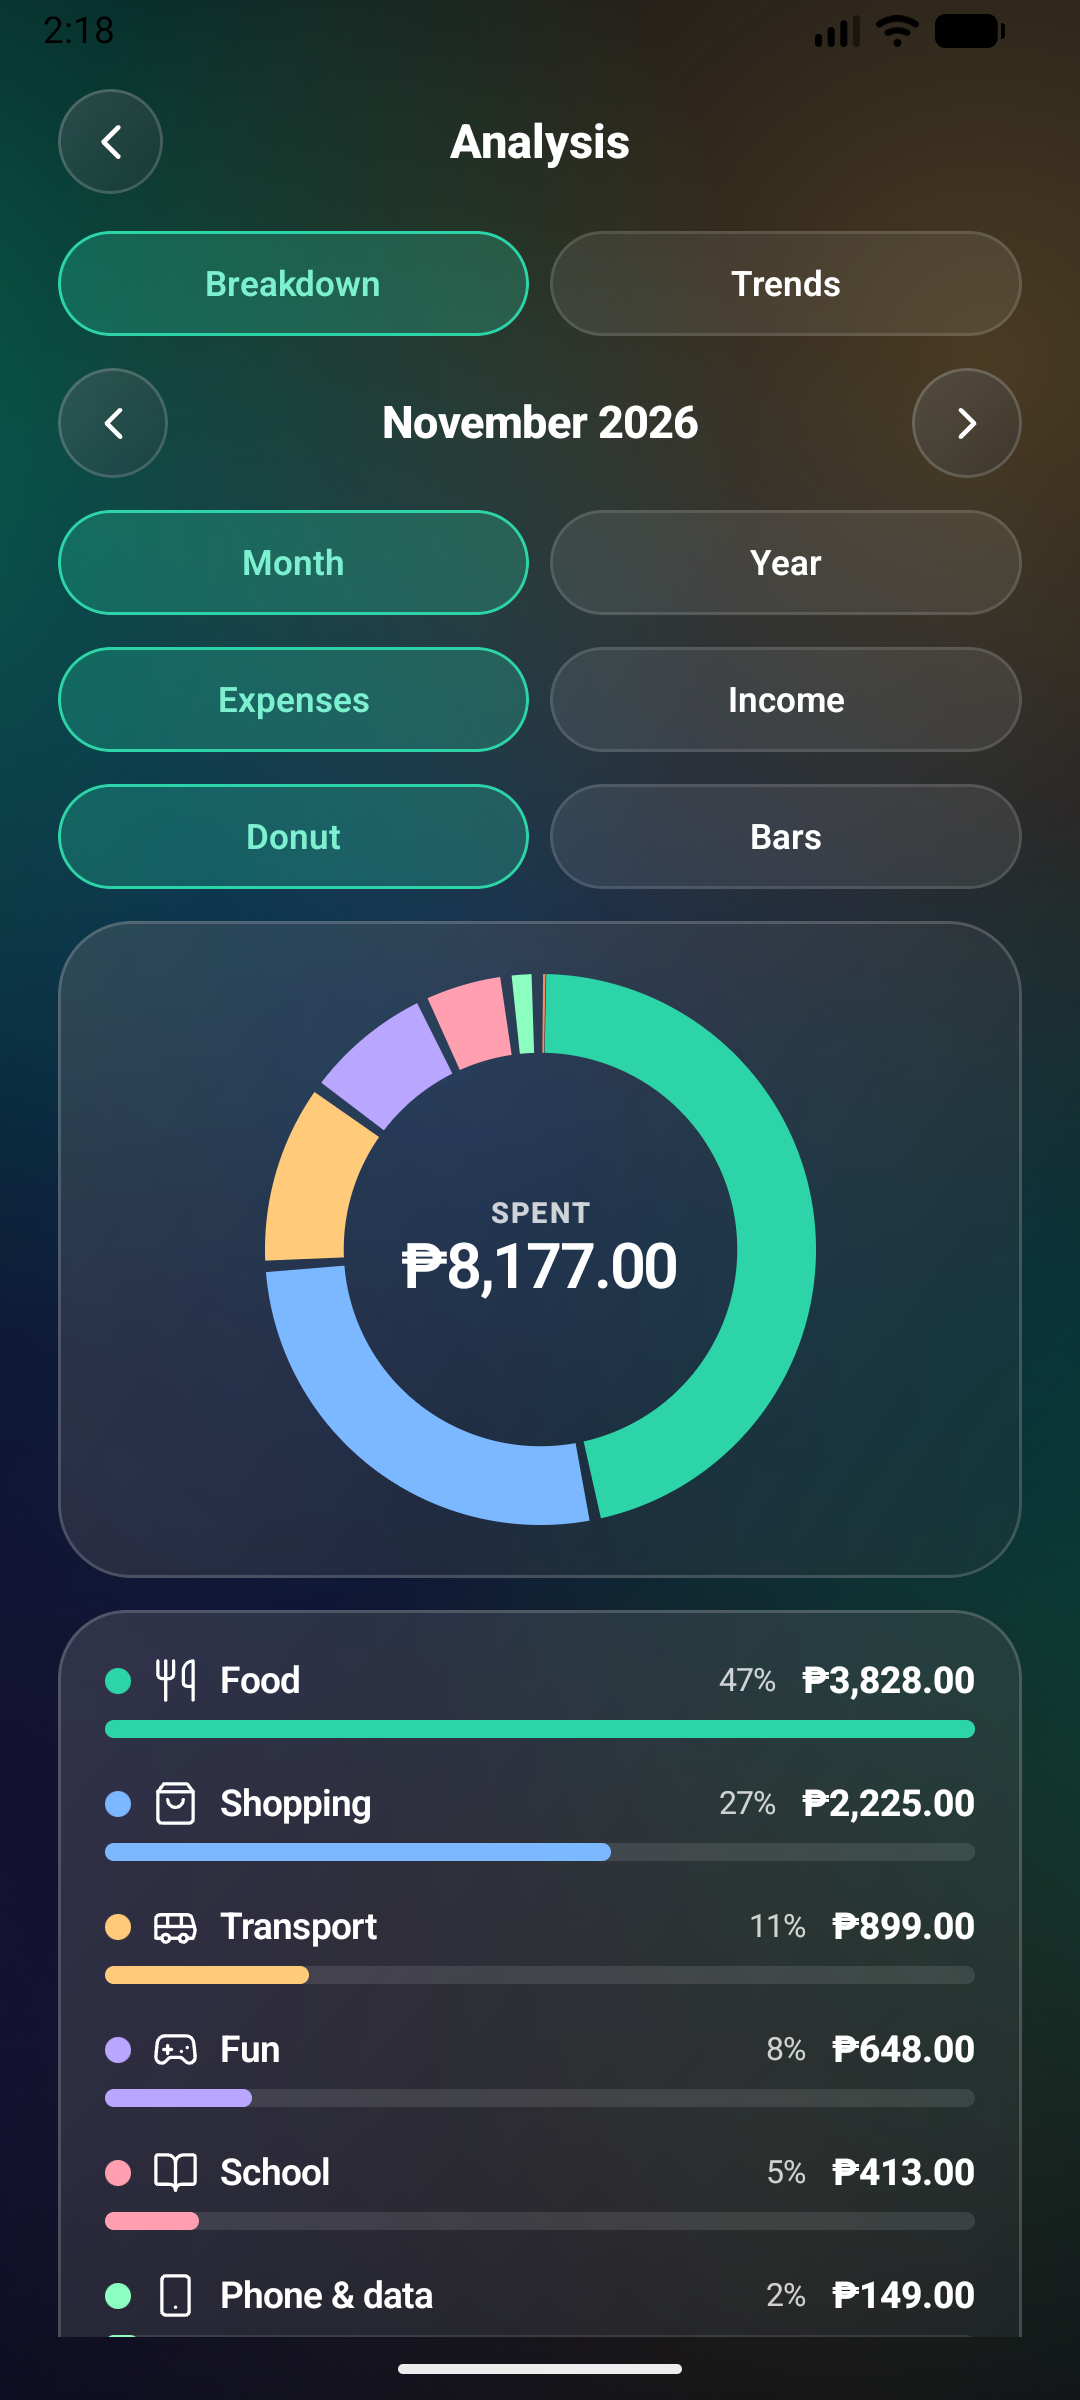 2:18
Analysis
Breakdown
Trends
November 2026
Month
Year
Expenses
Income
Donut
Bars
SPENT
₱8,177.00
Food 47% ₱3,828.00
Shopping 27% ₱2,225.00
Transport 11% ₱899.00
Fun 8% ₱648.00
School 5% ₱413.00
Phone & data 2% ₱149.00